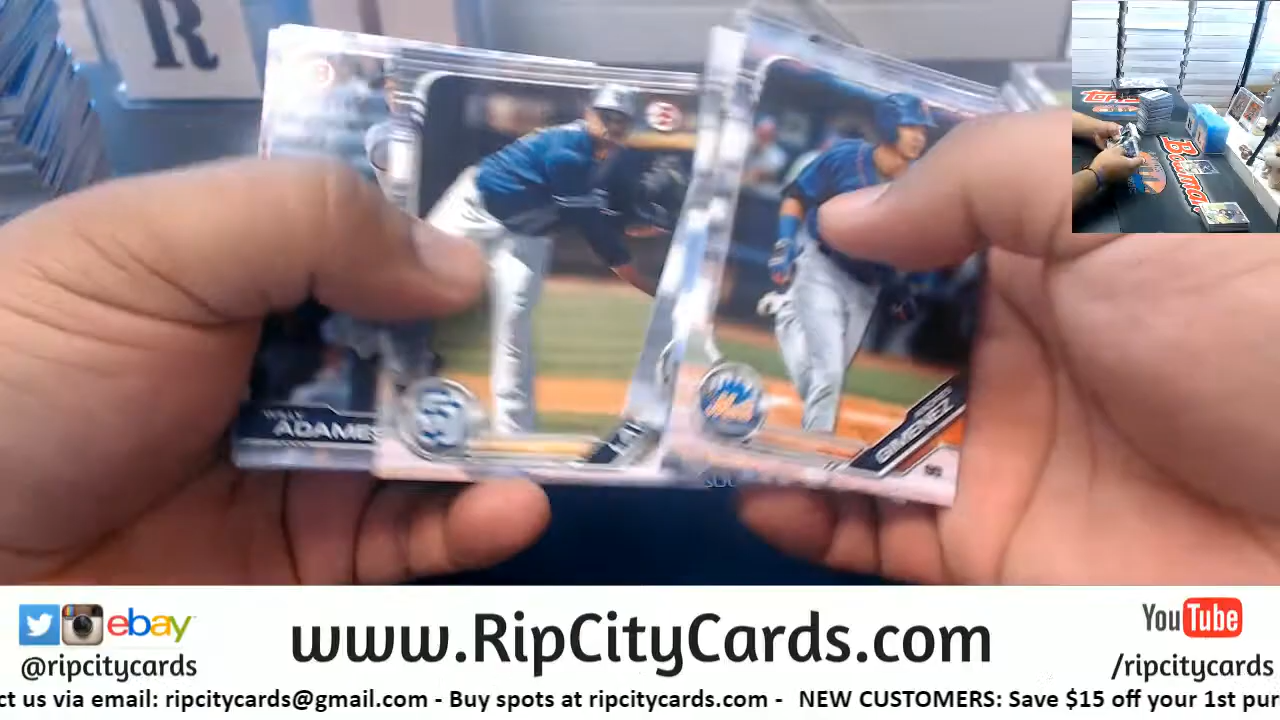 R
ADAMES
Mets
GIMENEZ
TOPPS
Bowman
ebay
@ripcitycards
www.RipCityCards.com
YouTube
/ripcitycards
ct us via email: ripcitycards@gmail.com - Buy spots at ripcitycards.com - NEW CUSTOMERS: Save $15 off your 1st pur